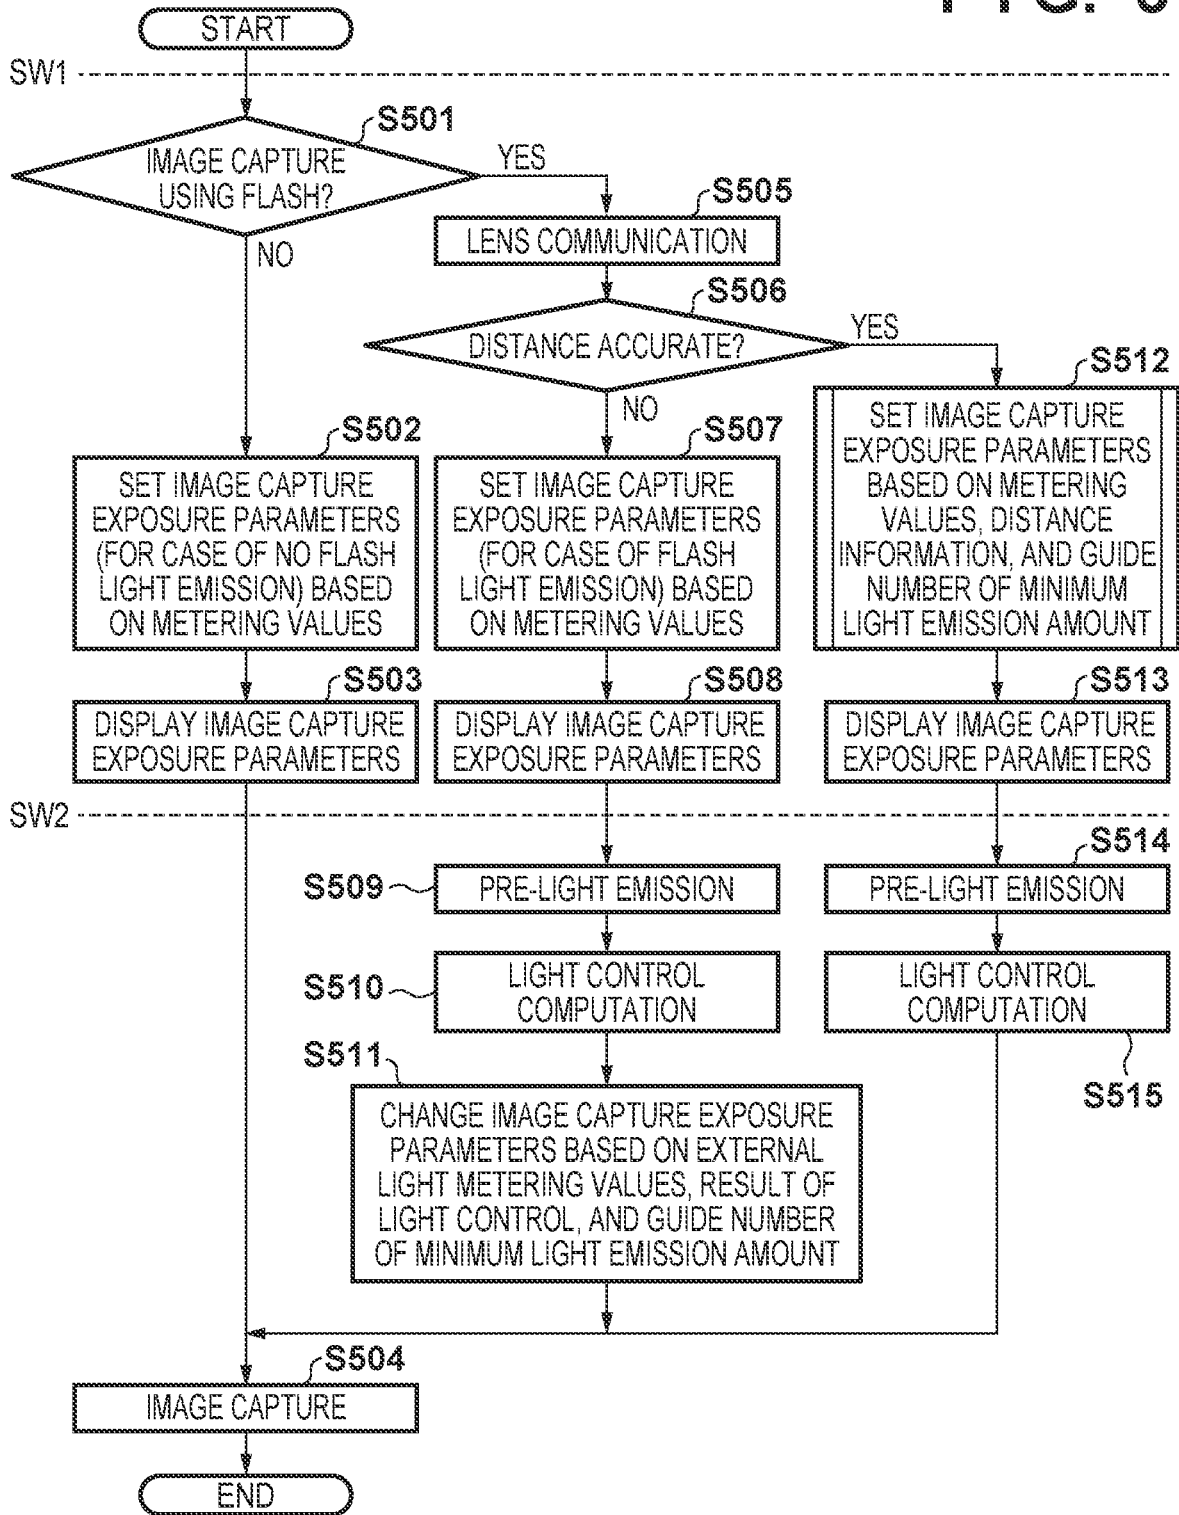 START
SW1
S501
IMAGE CAPTURE
USING FLASH?
YES
NO
S505
LENS COMMUNICATION
S506
DISTANCE ACCURATE?
YES
NO
S502
SET IMAGE CAPTURE
EXPOSURE PARAMETERS
(FOR CASE OF NO FLASH
LIGHT EMISSION) BASED
ON METERING VALUES
S507
SET IMAGE CAPTURE
EXPOSURE PARAMETERS
(FOR CASE OF FLASH
LIGHT EMISSION) BASED
ON METERING VALUES
S512
SET IMAGE CAPTURE
EXPOSURE PARAMETERS
BASED ON METERING
VALUES, DISTANCE
INFORMATION, AND GUIDE
NUMBER OF MINIMUM
LIGHT EMISSION AMOUNT
S503
DISPLAY IMAGE CAPTURE
EXPOSURE PARAMETERS
S508
DISPLAY IMAGE CAPTURE
EXPOSURE PARAMETERS
S513
DISPLAY IMAGE CAPTURE
EXPOSURE PARAMETERS
SW2
S509
PRE-LIGHT EMISSION
S514
PRE-LIGHT EMISSION
S510
LIGHT CONTROL
COMPUTATION
LIGHT CONTROL
COMPUTATION
S515
S511
CHANGE IMAGE CAPTURE EXPOSURE
PARAMETERS BASED ON EXTERNAL
LIGHT METERING VALUES, RESULT OF
LIGHT CONTROL, AND GUIDE NUMBER
OF MINIMUM LIGHT EMISSION AMOUNT
S504
IMAGE CAPTURE
END